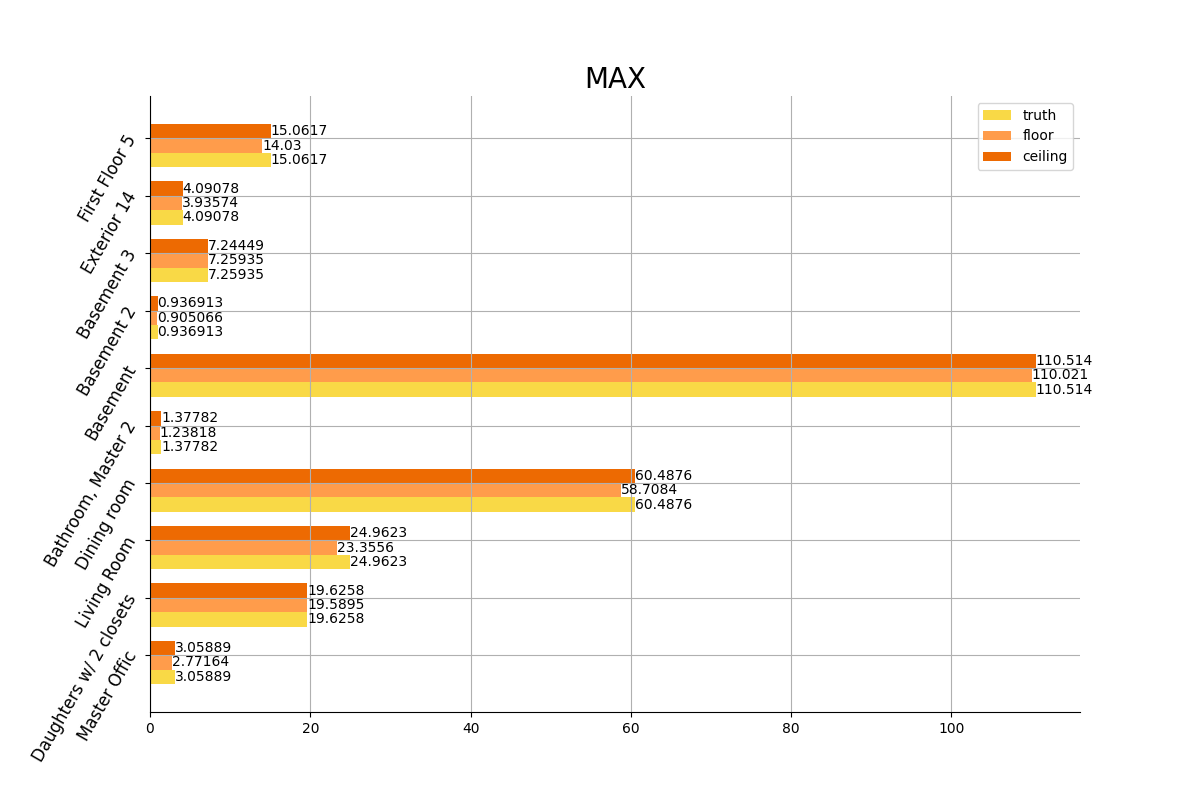 MAX
truth
floor
ceiling
First Floor 5
15.0617
14.03
15.0617
Exterior 14
4.09078
3.93574
4.09078
Basement 3
7.24449
7.25935
7.25935
Basement 2
0.936913
0.905066
0.936913
Basement
110.514
110.021
110.514
Bathroom, Master 2
1.37782
1.23818
1.37782
Dining room
60.4876
58.7084
60.4876
Living Room
24.9623
23.3556
24.9623
Daughters w/ 2 closets
19.6258
19.5895
19.6258
Master Offic
3.05889
2.77164
3.05889
0 20 40 60 80 100